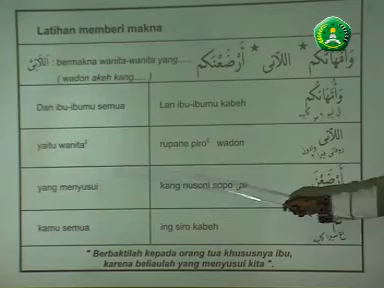 Latihan memberi makna
وَأُمَّهَاتُكُم * اللَّاتِى * أَرْضَعْنَكُم
اَللَّاتِىْ : bermakna wanita-wanita yang.....
( wadon akeh kang..... )
Dan ibu-ibumu semua
Lan ibu-ibumu kabeh
وَأُمَّهَاتُكُم
yaitu wanita²
rupane piro² wadon
اللَّاتِى
yang menyusui
kang nusoni sopo
أَرْضَعْنَ
kamu semua
ing siro kabeh
كُم
" Berbaktilah kepada orang tua khususnya ibu,
karena beliaulah yang menyusui kita ".